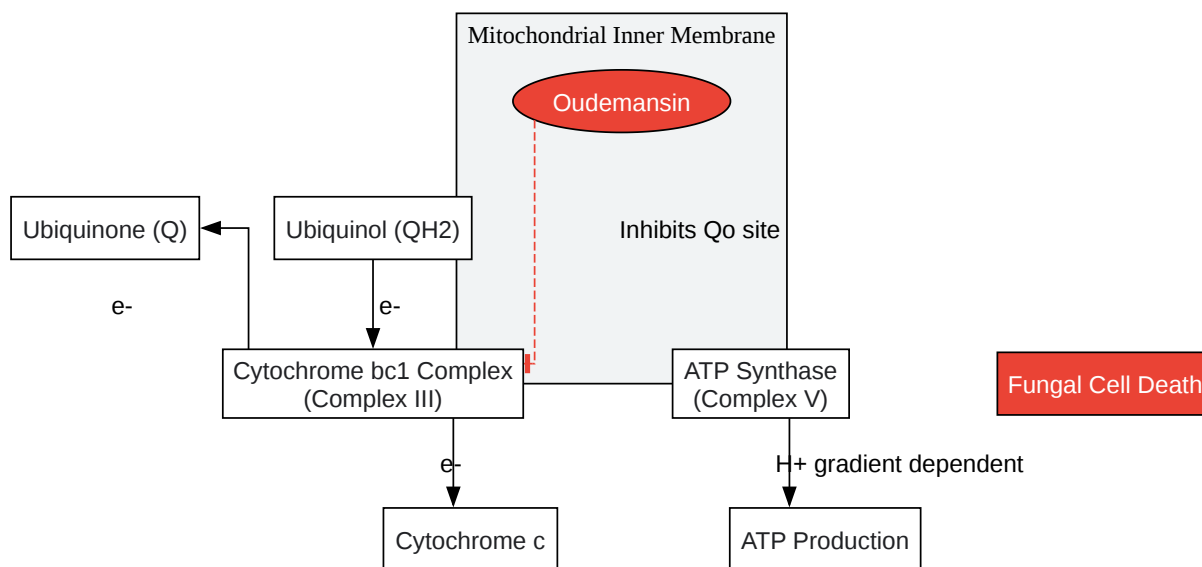 Mitochondrial Inner Membrane
Oudemansin
Ubiquinone (Q)
Ubiquinol (QH2)
Inhibits Qo site
e-
e-
Cytochrome bc1 Complex
(Complex III)
ATP Synthase
(Complex V)
Fungal Cell Death
e-
H+ gradient dependent
Cytochrome c
ATP Production